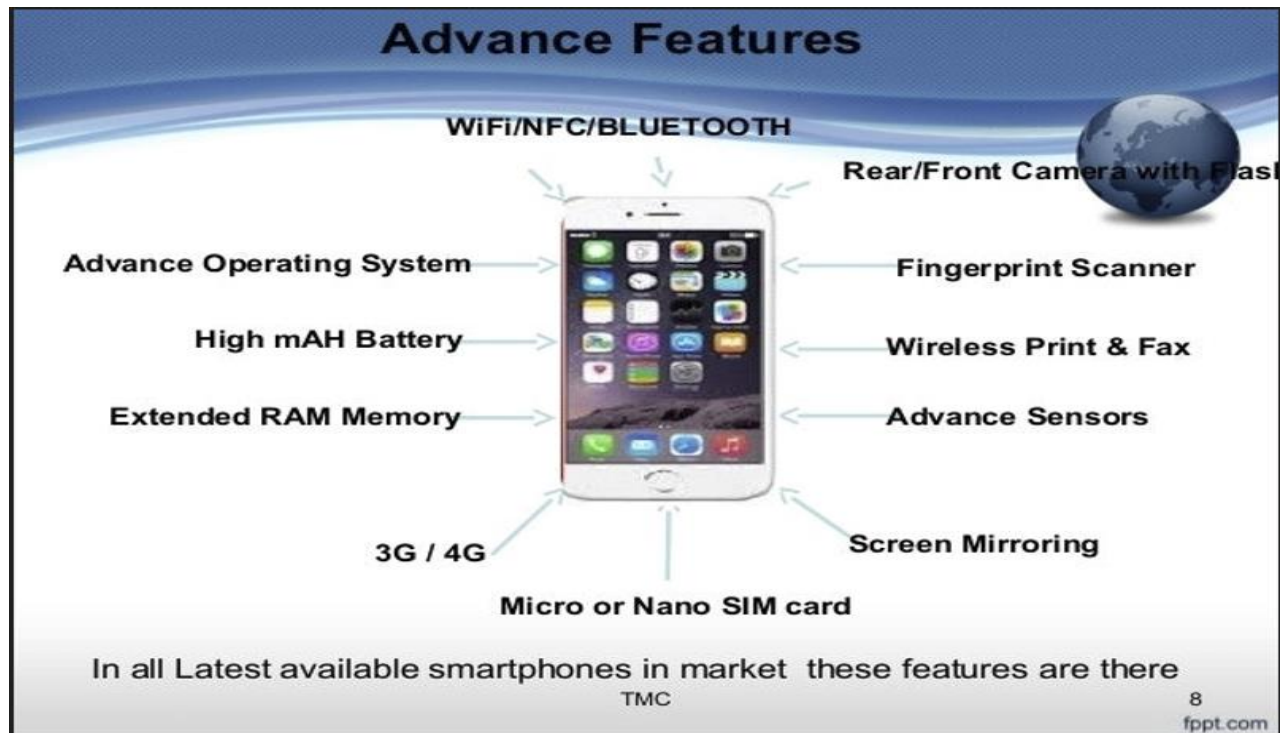 Advance Features
WiFi/NFC/BLUETOOTH
Rear/Front Camera with Flash
Advance Operating System
Fingerprint Scanner
High mAH Battery
Wireless Print & Fax
Extended RAM Memory
Advance Sensors
3G / 4G
Screen Mirroring
Micro or Nano SIM card
In all Latest available smartphones in market these features are there
TMC
8
fppt.com